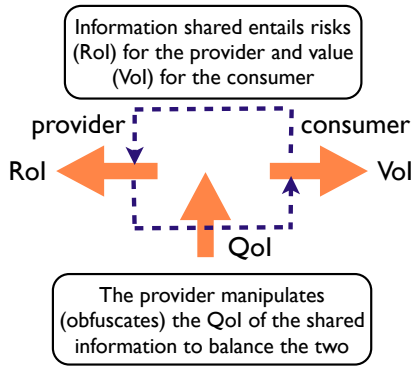 Information shared entails risks
(RoI) for the provider and value
(VoI) for the consumer
provider
consumer
RoI
VoI
QoI
The provider manipulates
(obfuscates) the QoI of the shared
information to balance the two